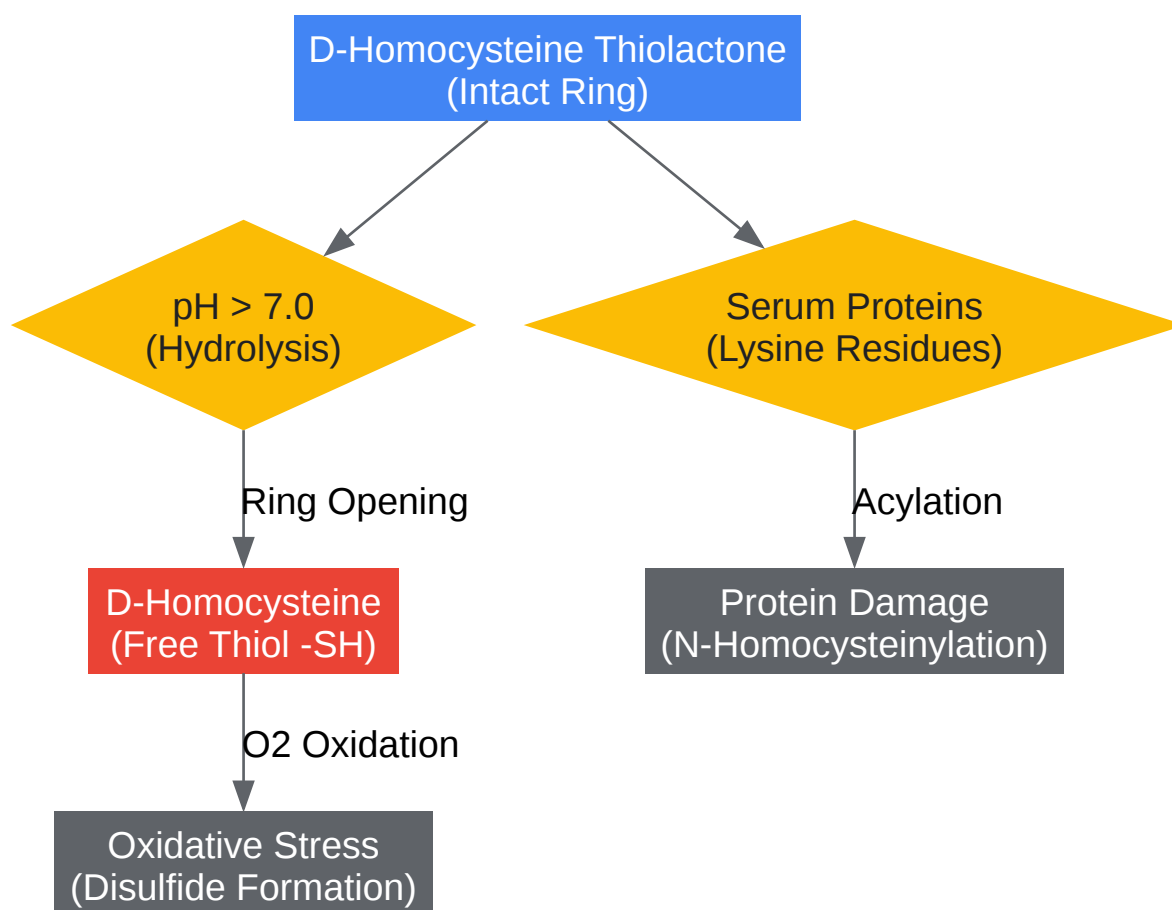 D-Homocysteine Thiolactone
(Intact Ring)
pH > 7.0
(Hydrolysis)
Serum Proteins
(Lysine Residues)
Ring Opening
Acylation
D-Homocysteine
(Free Thiol -SH)
Protein Damage
(N-Homocysteinylation)
O2 Oxidation
Oxidative Stress
(Disulfide Formation)